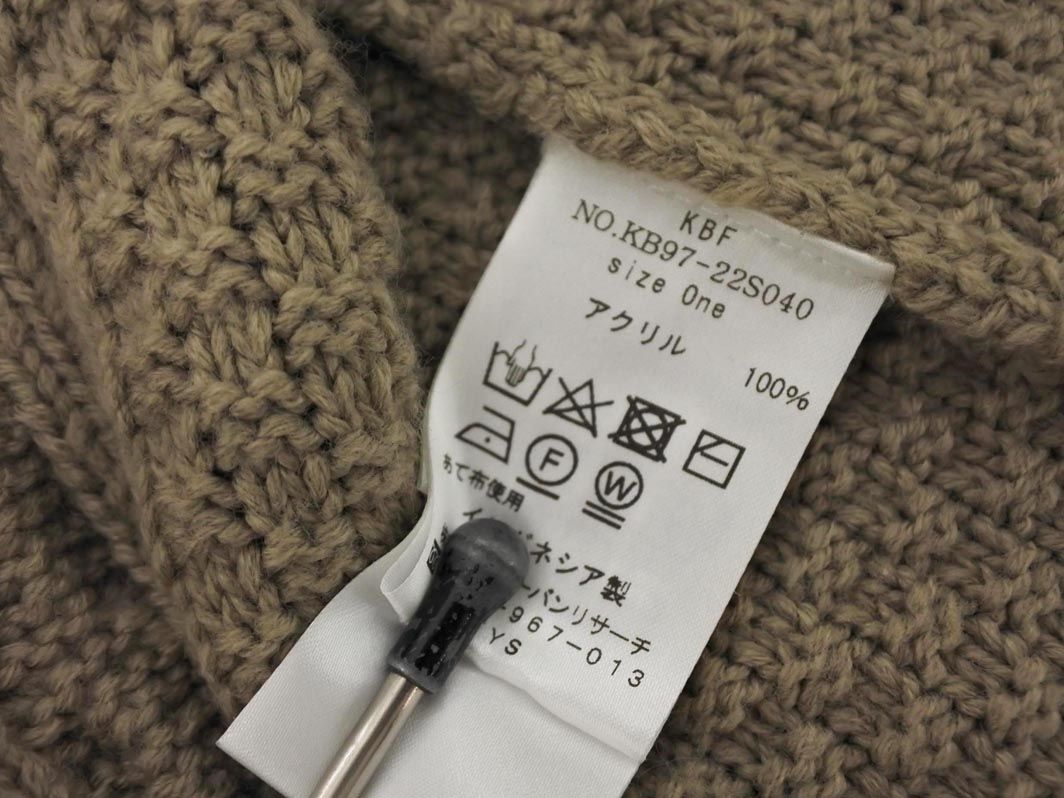 KBF
NO.KB97-22S040
size One
アクリル 100%
F W
あて布使用
ネシア製
バンリサーチ
967-013
YS